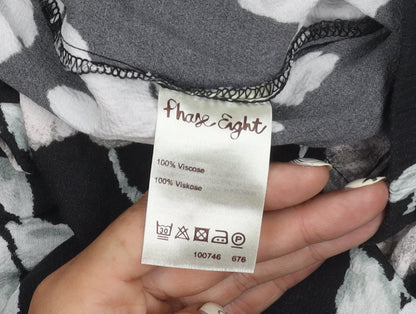 Phase Eight
100% Viscose
100% Viskose
30 P
100746 676